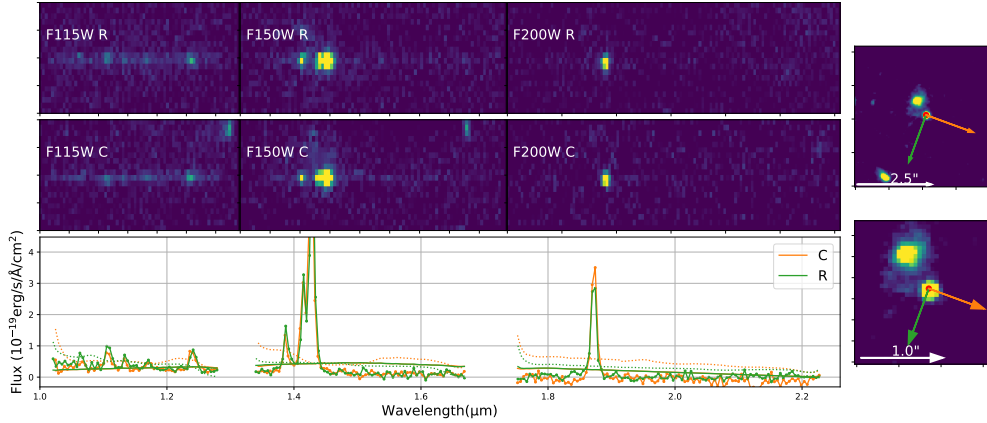 F115W R
F150W R
F200W R
F115W C
F150W C
F200W C
2.5"
1.0"
Flux (10⁻¹⁹erg/s/Å/cm²)
4
3
2
1
0
C
R
1.0
1.2
1.4
1.6
1.8
2.0
2.2
Wavelength(μm)